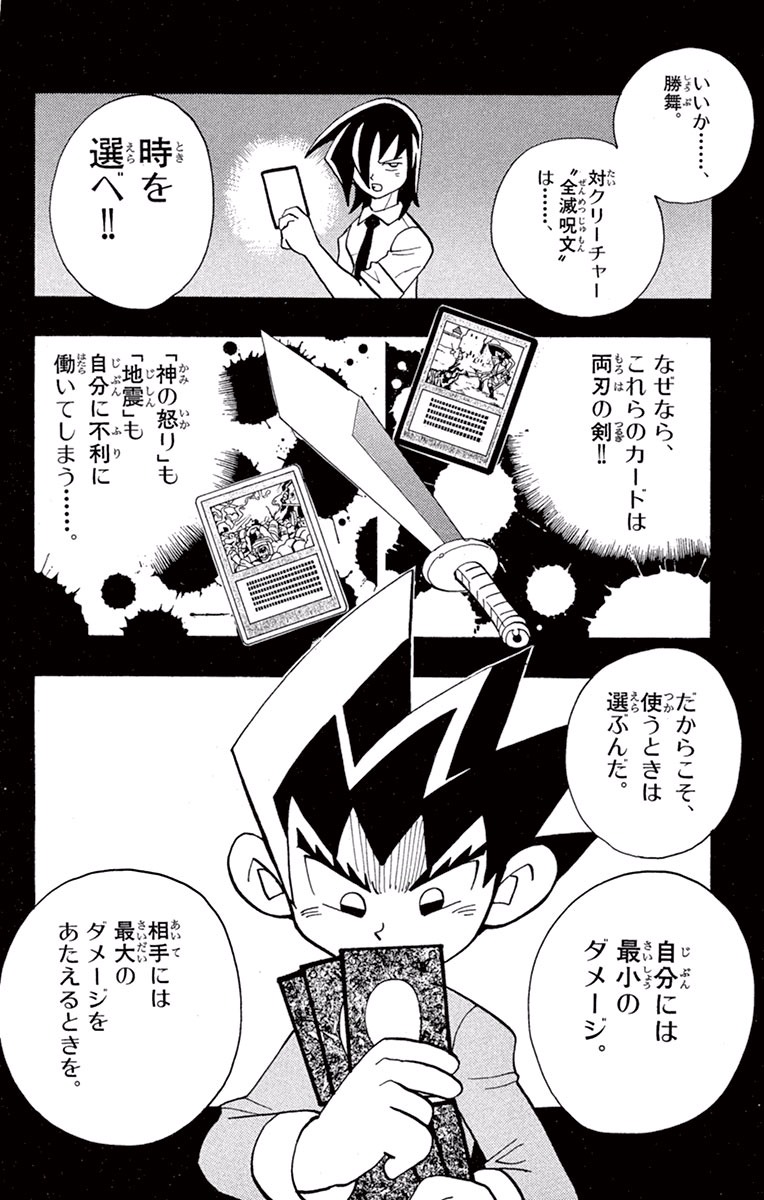 いいか……、
勝舞。
対クリーチャー
〝全滅呪文〟
は……、
時を
選べ!!
なぜなら、
これらのカードは
両刃の剣!!
「神の怒り」も
「地震」も
自分に不利に
働いてしまう……。
だからこそ、
使うときは
選ぶんだ。
自分には
最小の
ダメージ。
相手には
最大の
ダメージを
あたえるときを。